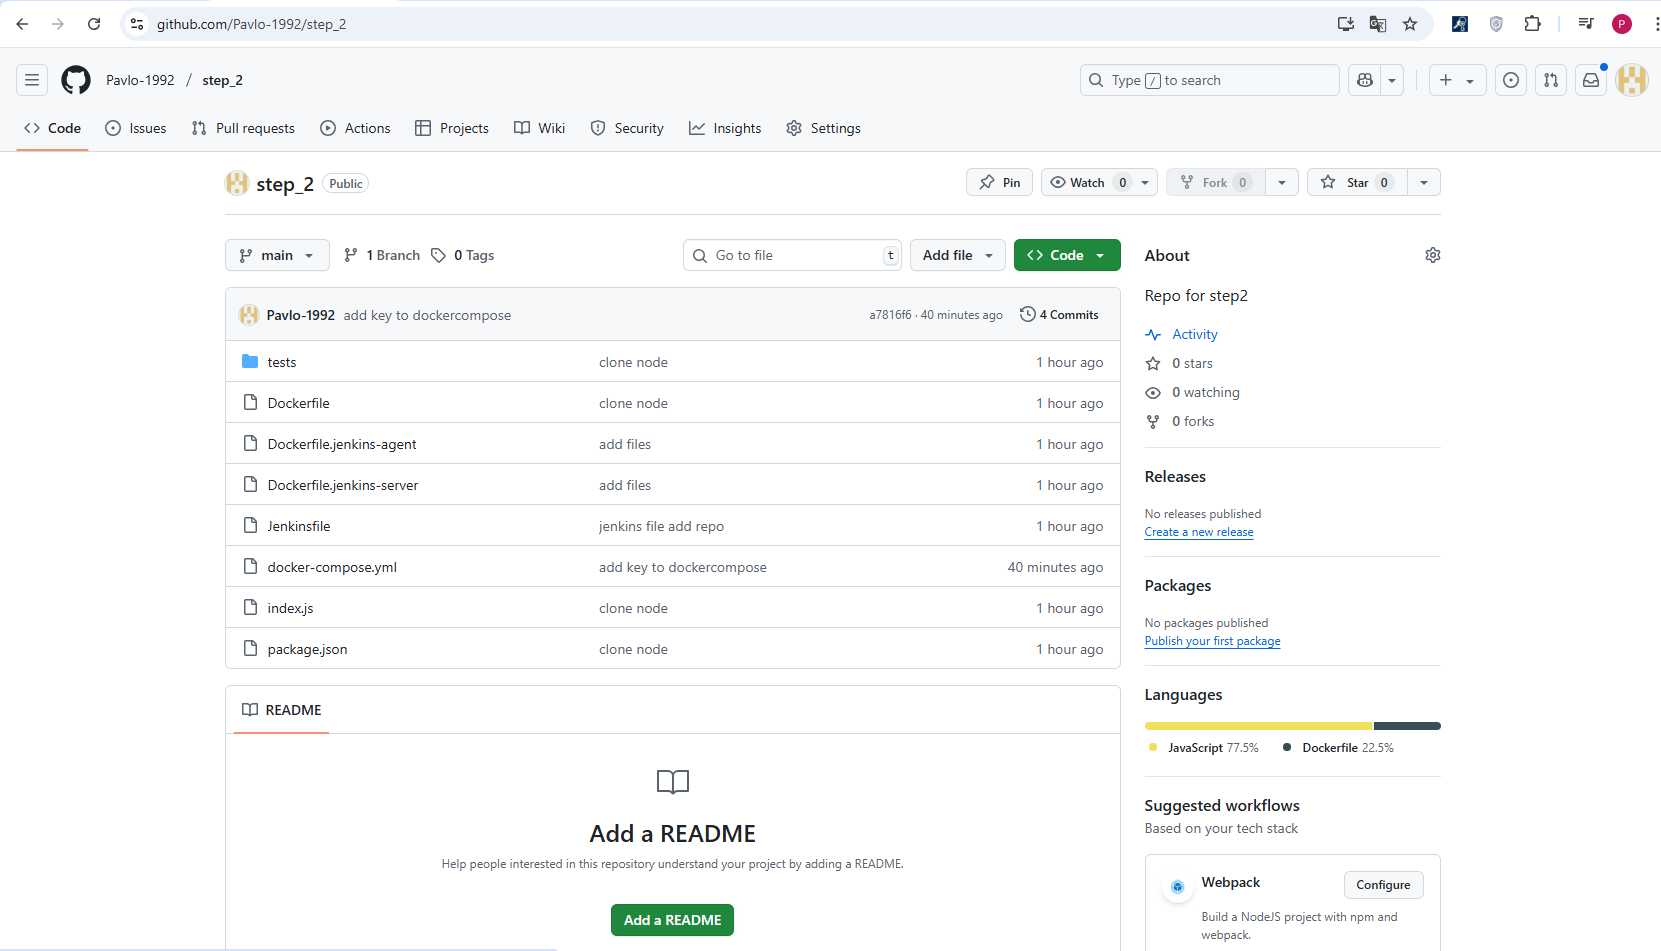 github.com/Pavlo-1992/step_2
P
Pavlo-1992 / step_2
Type / to search
Code Issues Pull requests Actions Projects Wiki Security Insights Settings
step_2 Public
Pin Watch 0 Fork 0 Star 0
main 1 Branch 0 Tags Go to file t Add file Code
Pavlo-1992 add key to dockercompose a7816f6 · 40 minutes ago 4 Commits
tests clone node 1 hour ago
Dockerfile clone node 1 hour ago
Dockerfile.jenkins-agent add files 1 hour ago
Dockerfile.jenkins-server add files 1 hour ago
Jenkinsfile jenkins file add repo 1 hour ago
docker-compose.yml add key to dockercompose 40 minutes ago
index.js clone node 1 hour ago
package.json clone node 1 hour ago
README
Add a README
Help people interested in this repository understand your project by adding a README.
Add a README
About
Repo for step2
Activity
0 stars
0 watching
0 forks
Releases
No releases published
Create a new release
Packages
No packages published
Publish your first package
Languages
JavaScript 77.5% Dockerfile 22.5%
Suggested workflows
Based on your tech stack
Webpack Configure
Build a NodeJS project with npm and
webpack.